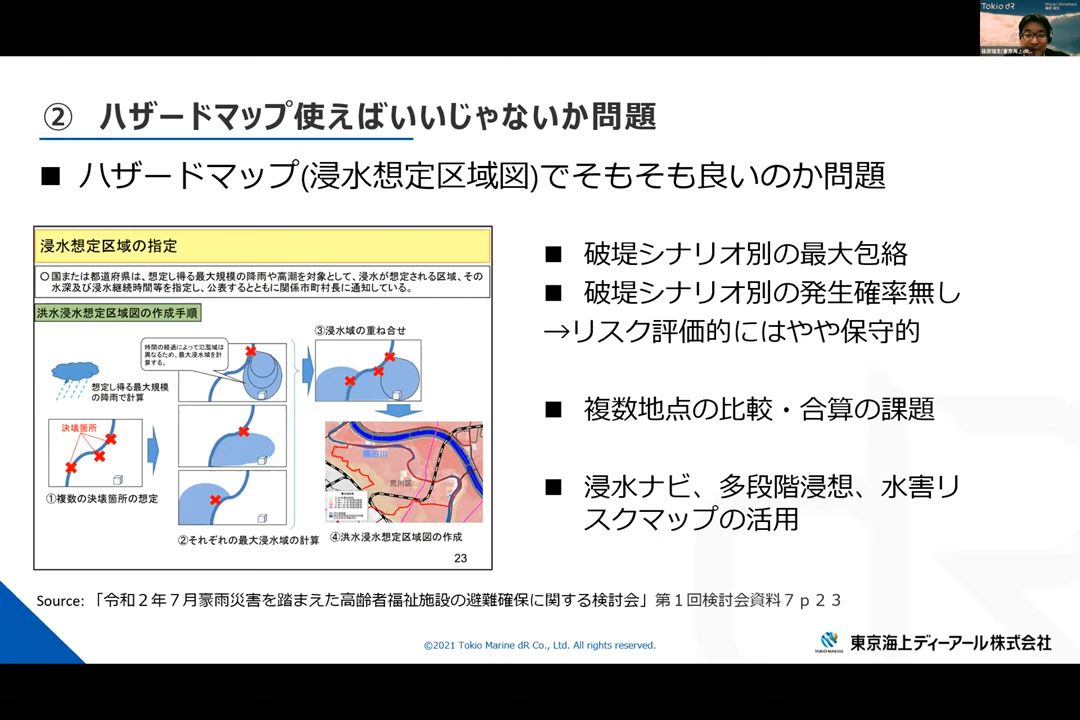 Tokio dR
② ハザードマップ使えばいいじゃないか問題
■ ハザードマップ(浸水想定区域図)でそもそも良いのか問題
浸水想定区域の指定
○国または都道府県は、想定し得る最大規模の降雨や高潮を対象として、浸水が想定される区域、その
水深及び浸水継続時間等を指定し、公表するとともに関係市町村長に通知している。
洪水浸水想定区域図の作成手順
想定し得る最大規模
の降雨で計算
決壊箇所
①複数の決壊箇所の想定
時間の経過によって氾濫域は
異なるため、最大浸水域を計
算する。
②それぞれの最大浸水域の計算
③浸水域の重ね合せ
隅田川
荒川区
④洪水浸水想定区域図の作成
23
■ 破堤シナリオ別の最大包絡
■ 破堤シナリオ別の発生確率無し
→リスク評価的にはやや保守的
■ 複数地点の比較・合算の課題
■ 浸水ナビ、多段階浸想、水害リ
スクマップの活用
Source: 「令和２年７月豪雨災害を踏まえた高齢者福祉施設の避難確保に関する検討会」第１回検討会資料７ｐ２３
©2021 Tokio Marine dR Co., Ltd. All rights reserved.
TOKIO MARINE
東京海上ディーアール株式会社